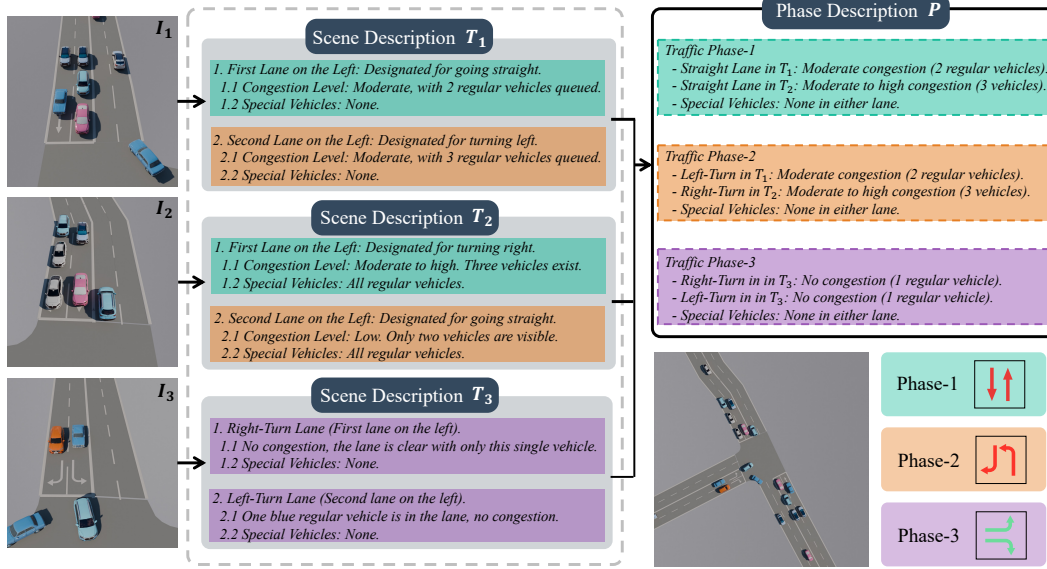 I1
Scene Description T1
1. First Lane on the Left: Designated for going straight.
1.1 Congestion Level: Moderate, with 2 regular vehicles queued.
1.2 Special Vehicles: None.
2. Second Lane on the Left: Designated for turning left.
2.1 Congestion Level: Moderate, with 3 regular vehicles queued.
2.2 Special Vehicles: None.
I2
Scene Description T2
1. First Lane on the Left: Designated for turning right.
1.1 Congestion Level: Moderate to high. Three vehicles exist.
1.2 Special Vehicles: All regular vehicles.
2. Second Lane on the Left: Designated for going straight.
2.1 Congestion Level: Low. Only two vehicles are visible.
2.2 Special Vehicles: All regular vehicles.
I3
Scene Description T3
1. Right-Turn Lane (First lane on the left).
1.1 No congestion, the lane is clear with only this single vehicle.
1.2 Special Vehicles: None.
2. Left-Turn Lane (Second lane on the left).
2.1 One blue regular vehicle is in the lane, no congestion.
2.2 Special Vehicles: None.
Phase Description P
Traffic Phase-1
- Straight Lane in T1: Moderate congestion (2 regular vehicles).
- Straight Lane in T2: Moderate to high congestion (3 vehicles).
- Special Vehicles: None in either lane.
Traffic Phase-2
- Left-Turn in T1: Moderate congestion (2 regular vehicles).
- Right-Turn in T2: Moderate to high congestion (3 vehicles).
- Special Vehicles: None in either lane.
Traffic Phase-3
- Right-Turn in in T3: No congestion (1 regular vehicle).
- Left-Turn in in T3: No congestion (1 regular vehicle).
- Special Vehicles: None in either lane.
Phase-1
Phase-2
Phase-3